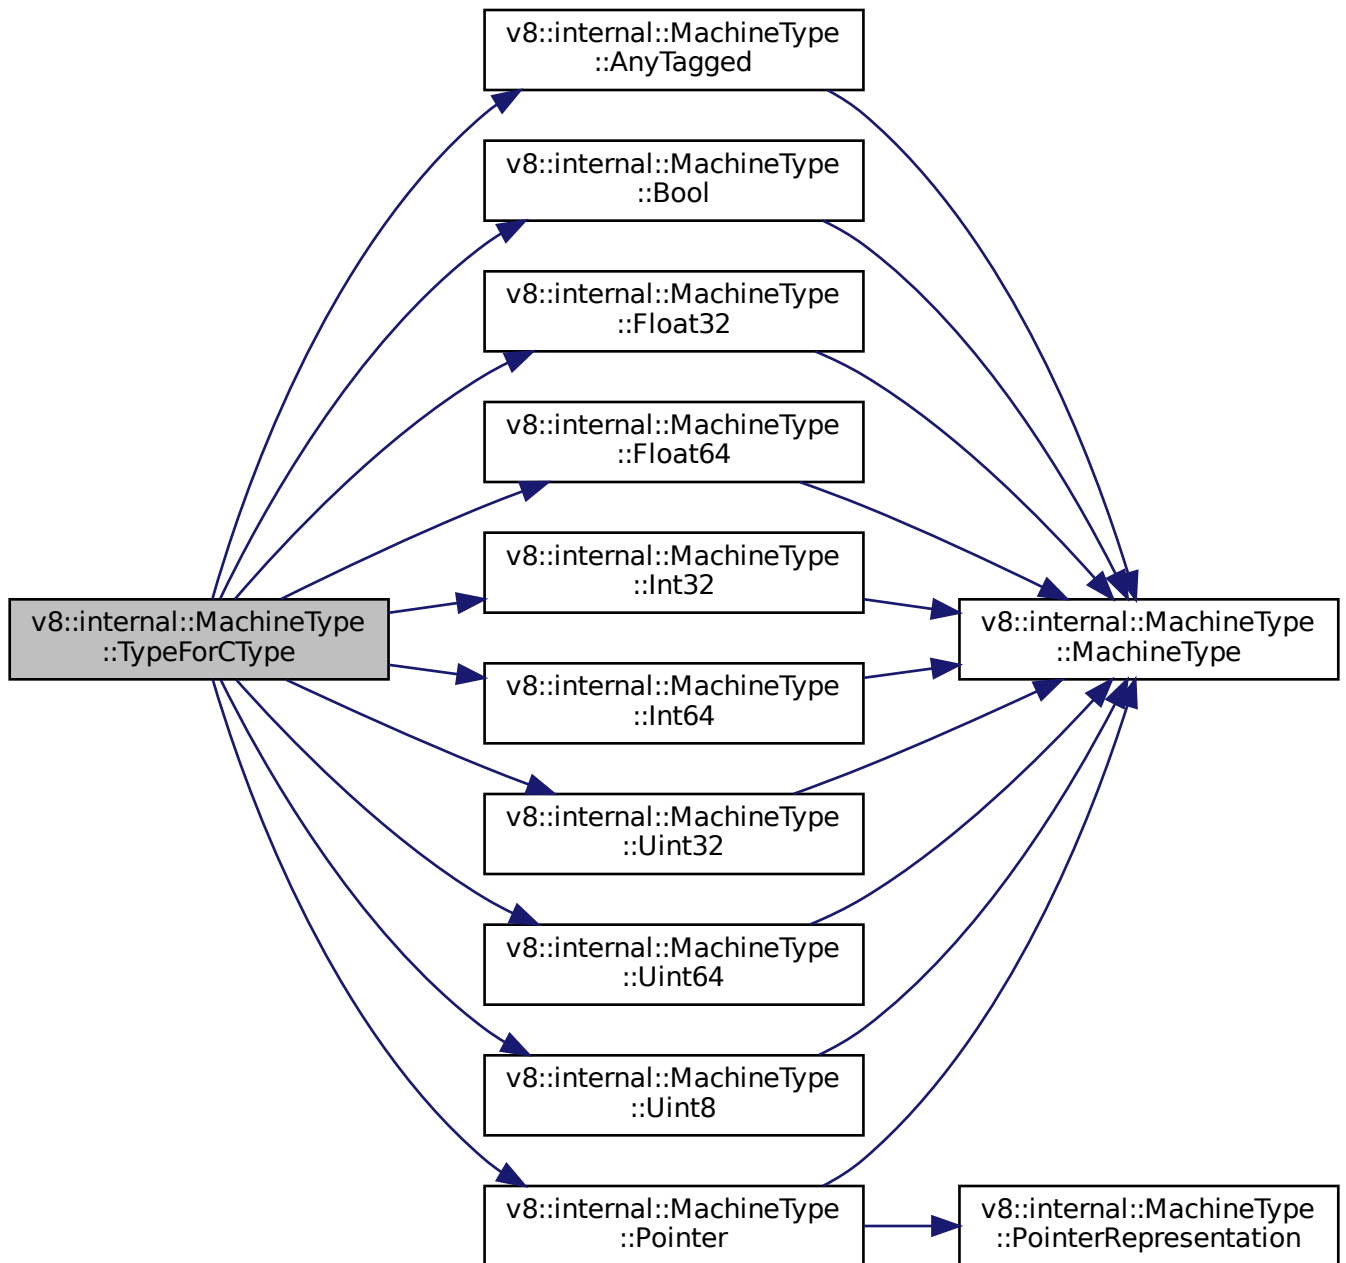 v8::internal::MachineType
::AnyTagged
v8::internal::MachineType
::Bool
v8::internal::MachineType
::Float32
v8::internal::MachineType
::Float64
v8::internal::MachineType
::Int32
v8::internal::MachineType
::TypeForCType
v8::internal::MachineType
::MachineType
v8::internal::MachineType
::Int64
v8::internal::MachineType
::Uint32
v8::internal::MachineType
::Uint64
v8::internal::MachineType
::Uint8
v8::internal::MachineType
::Pointer
v8::internal::MachineType
::PointerRepresentation